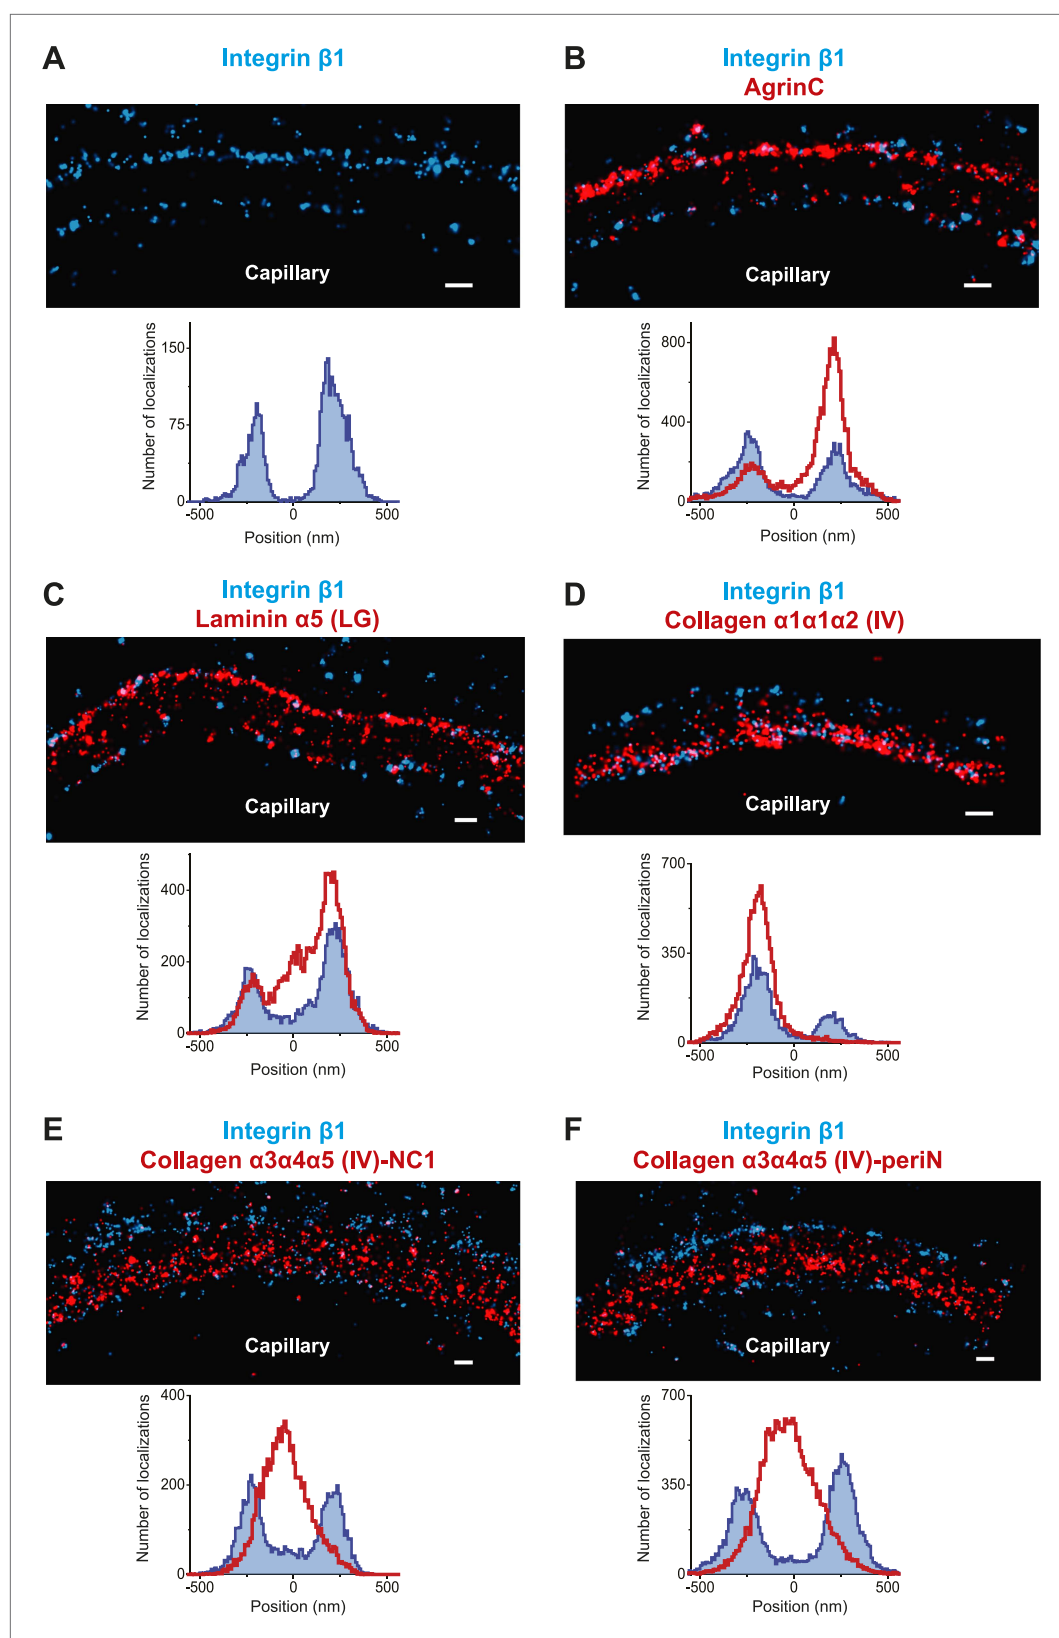 A
Integrin β1
Capillary
Number of localizations
150
75
0
-500
0
500
Position (nm)
B
Integrin β1
AgrinC
Capillary
Number of localizations
800
400
0
-500
0
500
Position (nm)
C
Integrin β1
Laminin α5 (LG)
Capillary
Number of localizations
400
200
0
-500
0
500
Position (nm)
D
Integrin β1
Collagen α1α1α2 (IV)
Capillary
Number of localizations
700
350
0
-500
0
500
Position (nm)
E
Integrin β1
Collagen α3α4α5 (IV)-NC1
Capillary
Number of localizations
400
200
0
-500
0
500
Position (nm)
F
Integrin β1
Collagen α3α4α5 (IV)-periN
Capillary
Number of localizations
700
350
0
-500
0
500
Position (nm)